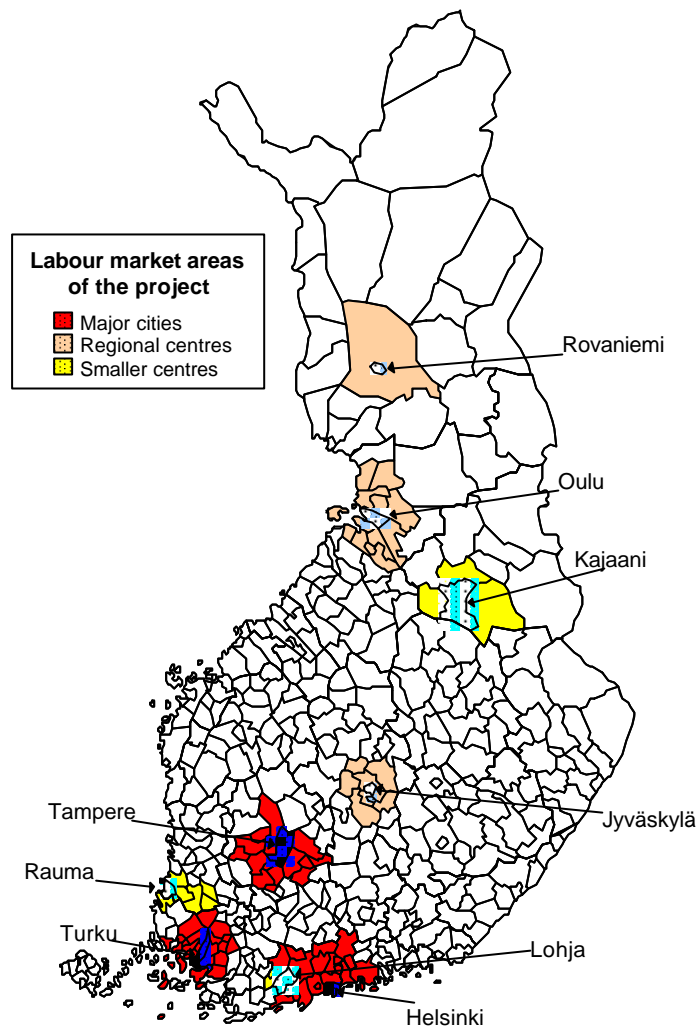 Labour market areas
of the project
Major cities
Regional centres
Smaller centres
Rovaniemi
Oulu
Kajaani
Tampere
Jyväskylä
Rauma
Turku
Lohja
Helsinki